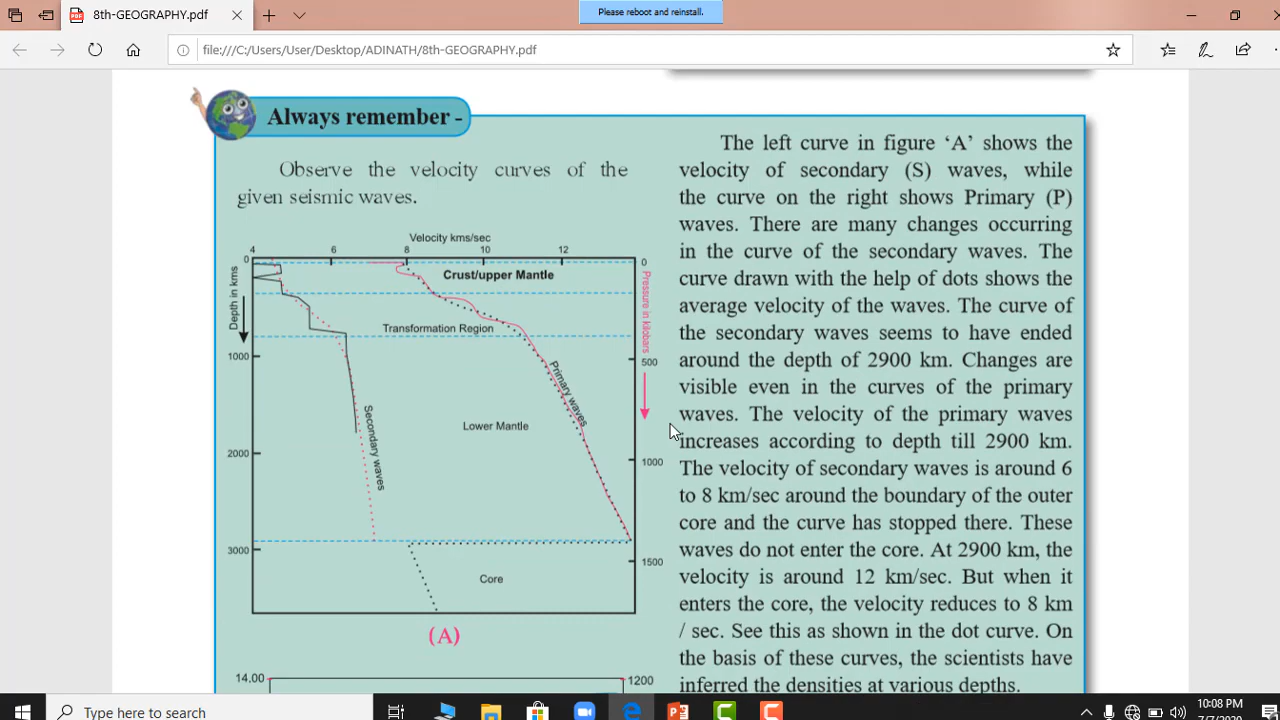 8th-GEOGRAPHY.pdf
Please reboot and reinstall.
file:///C:/Users/User/Desktop/ADINATH/8th-GEOGRAPHY.pdf
Always remember -
Observe the velocity curves of the
given seismic waves.
Velocity kms/sec
4 6 8 10 12
0
1000
2000
3000
Depth in kms
0
500
1000
1500
Pressure in kilobars
Crust/upper Mantle
Transformation Region
Primary waves
Secondary waves
Lower Mantle
Core
(A)
14.00
1200
The left curve in figure ‘A’ shows the
velocity of secondary (S) waves, while
the curve on the right shows Primary (P)
waves. There are many changes occurring
in the curve of the secondary waves. The
curve drawn with the help of dots shows the
average velocity of the waves. The curve of
the secondary waves seems to have ended
around the depth of 2900 km. Changes are
visible even in the curves of the primary
waves. The velocity of the primary waves
increases according to depth till 2900 km.
The velocity of secondary waves is around 6
to 8 km/sec around the boundary of the outer
core and the curve has stopped there. These
waves do not enter the core. At 2900 km, the
velocity is around 12 km/sec. But when it
enters the core, the velocity reduces to 8 km
/ sec. See this as shown in the dot curve. On
the basis of these curves, the scientists have
inferred the densities at various depths.
Type here to search
10:08 PM